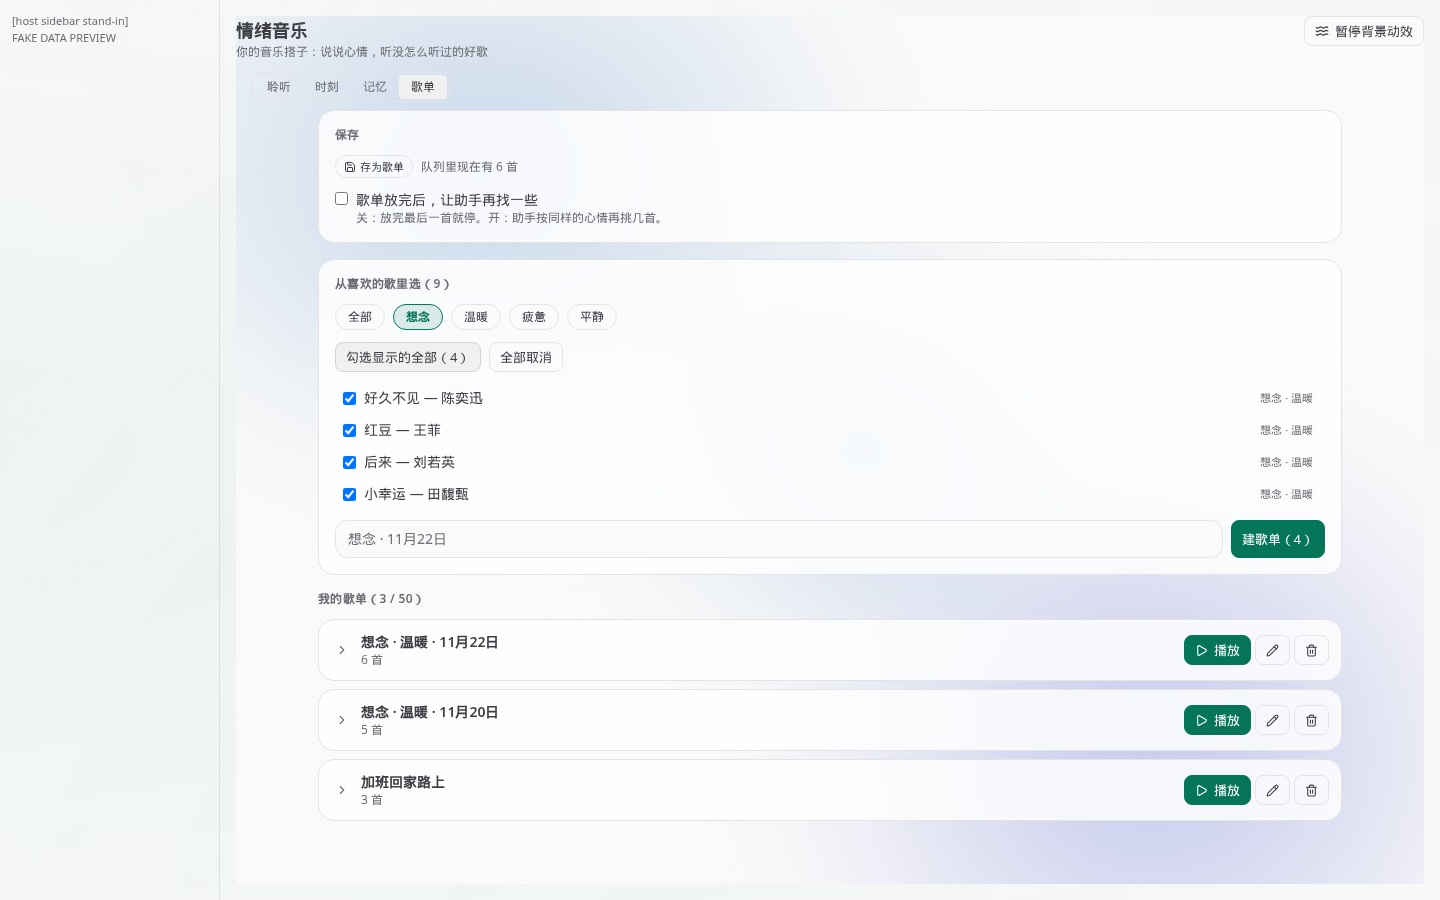 [host sidebar stand-in]
FAKE DATA PREVIEW
情绪音乐
你的音乐搭子：说说心情，听没怎么听过的好歌
暂停背景动效
聆听 时刻 记忆 歌单
保存
存为歌单 队列里现在有 6 首
歌单放完后，让助手再找一些
关：放完最后一首就停。开：助手按同样的心情再挑几首。
从喜欢的歌里选（9）
全部 想念 温暖 疲惫 平静
勾选显示的全部（4） 全部取消
好久不见 — 陈奕迅 想念 · 温暖
红豆 — 王菲 想念 · 温暖
后来 — 刘若英 想念 · 温暖
小幸运 — 田馥甄 想念 · 温暖
想念 · 11月22日 建歌单（4）
我的歌单（3 / 50）
想念 · 温暖 · 11月22日
6 首
播放
想念 · 温暖 · 11月20日
5 首
播放
加班回家路上
3 首
播放